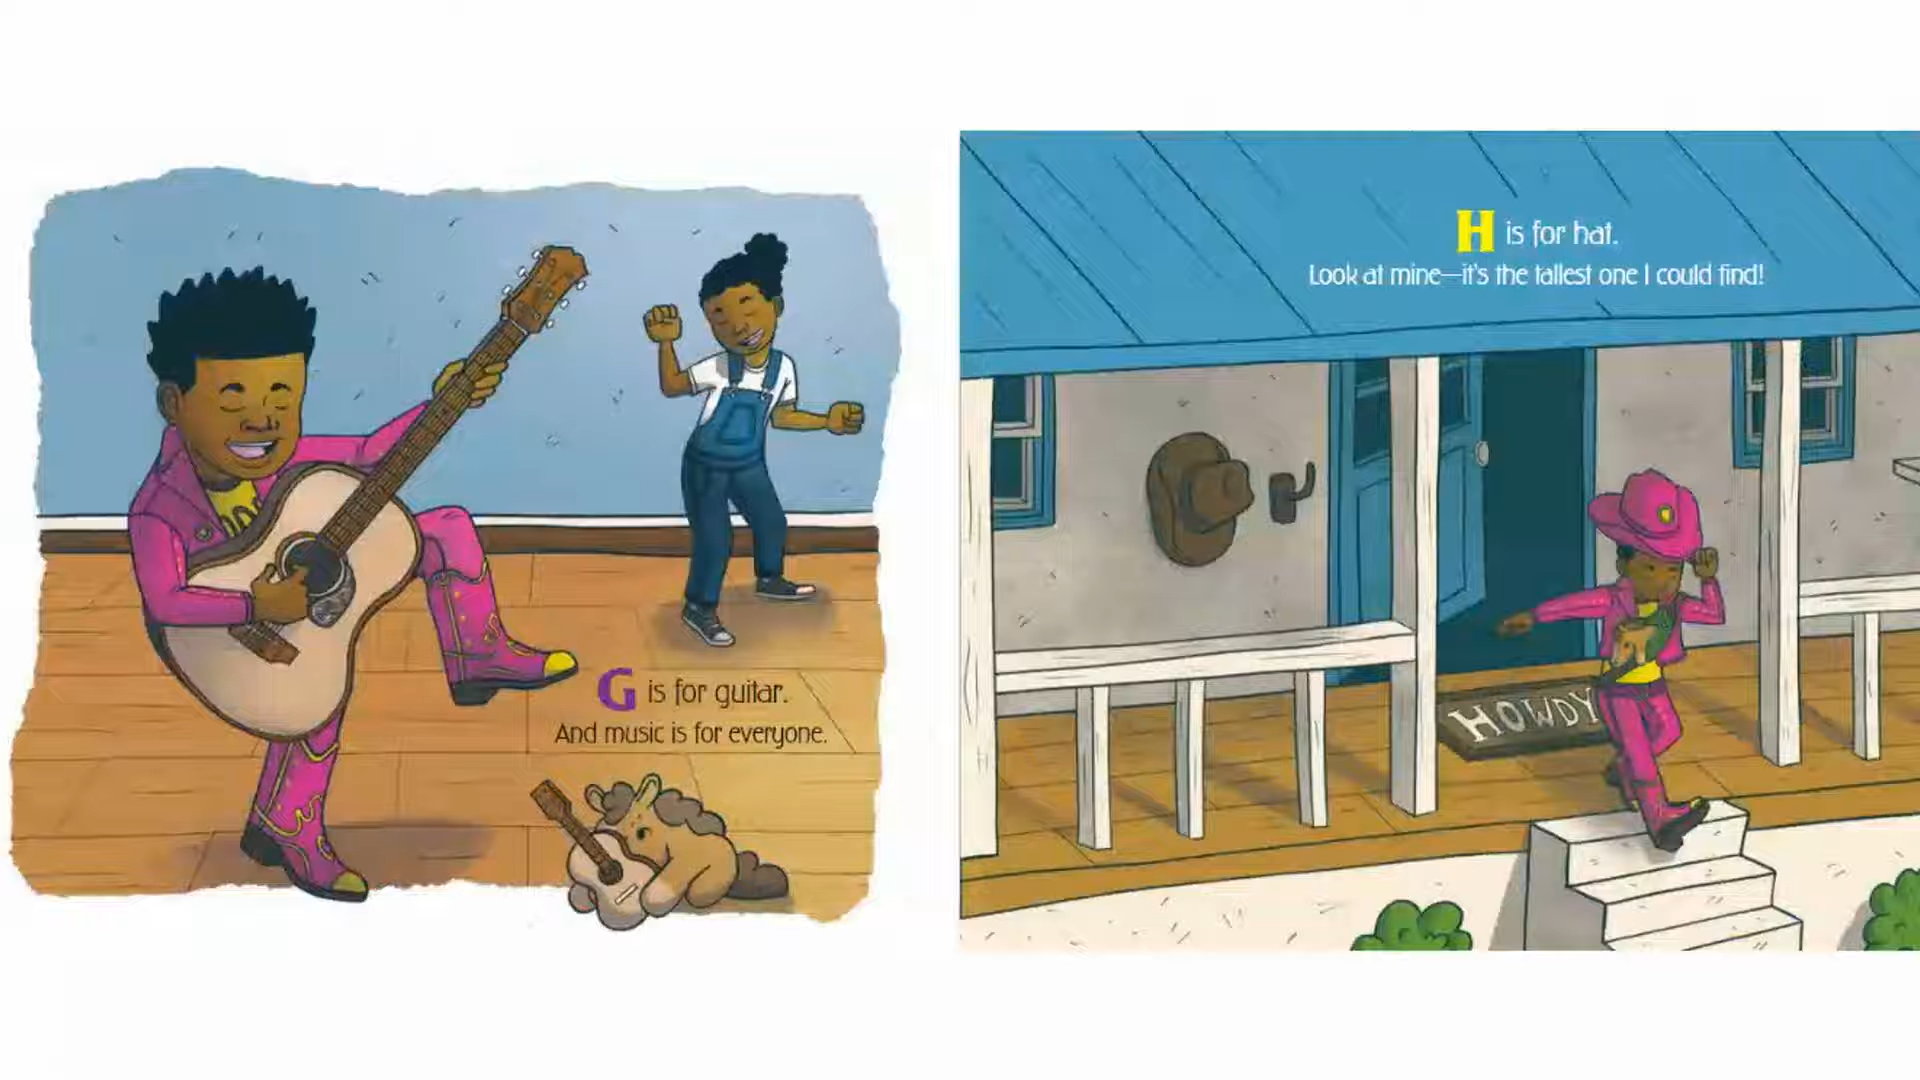 G is for guitar.
And music is for everyone.
H is for hat.
Look at mine—it's the tallest one I could find!
HOWDY